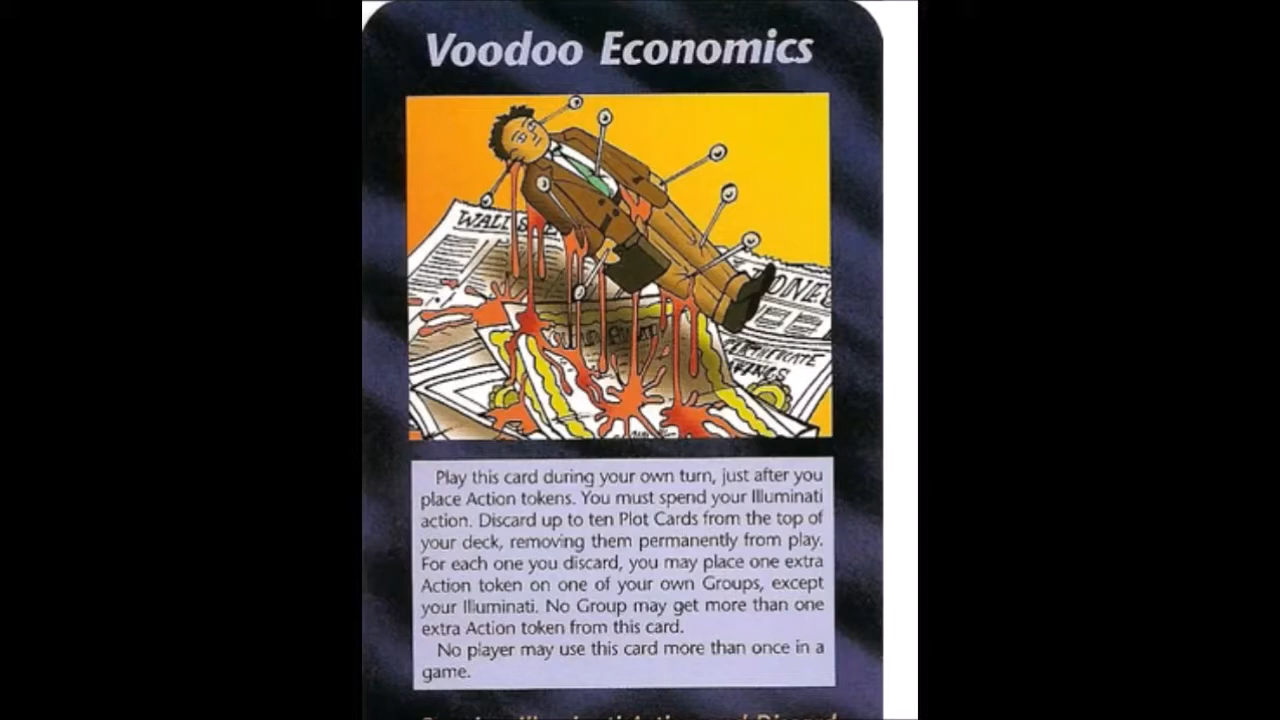 Voodoo Economics
WALL
CERTIFICATE
Play this card during your own turn, just after you
place Action tokens. You must spend your Illuminati
action. Discard up to ten Plot Cards from the top of
your deck, removing them permanently from play.
For each one you discard, you may place one extra
Action token on one of your own Groups, except
your Illuminati. No Group may get more than one
extra Action token from this card.
No player may use this card more than once in a
game.